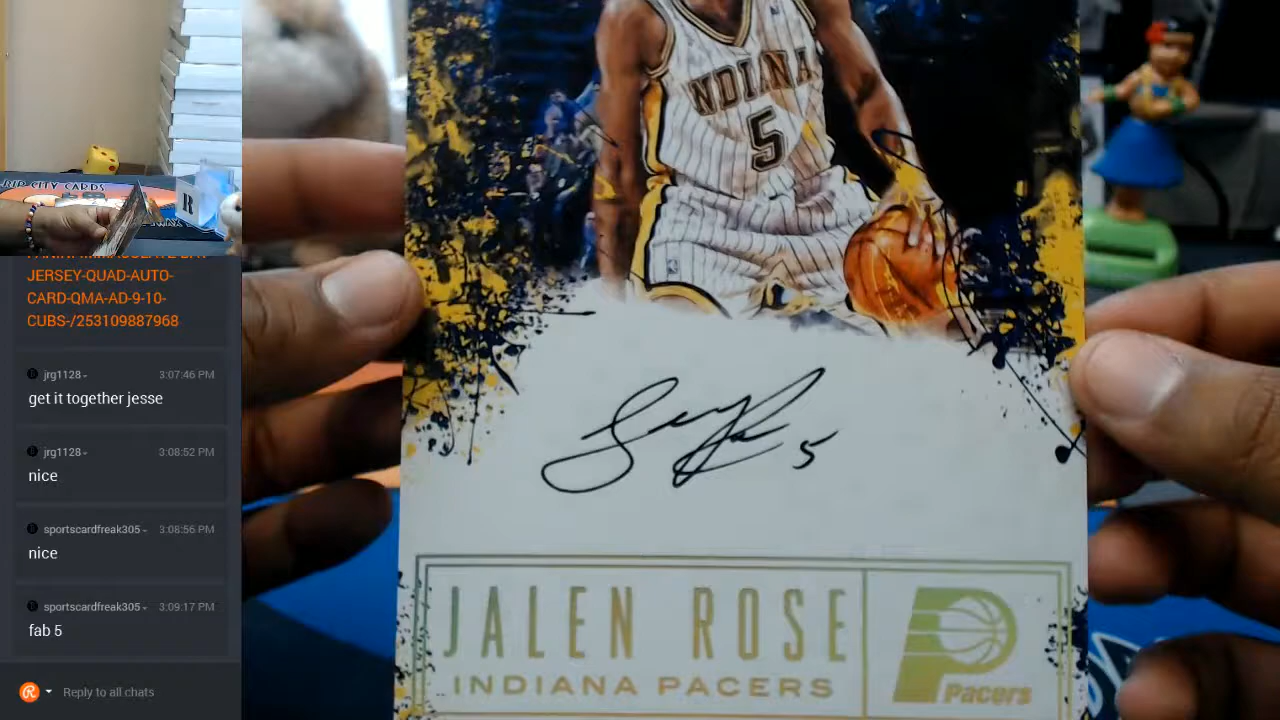 RIP CITY CARDS
R
JERSEY-QUAD-AUTO-
CARD-QMA-AD-9-10-
CUBS-/253109887968
jrg1128 3:07:46 PM
get it together jesse
jrg1128 3:08:52 PM
nice
sportscardfreak305 3:08:56 PM
nice
sportscardfreak305 3:09:17 PM
fab 5
Reply to all chats
INDIANA
5
5
JALEN ROSE
INDIANA PACERS
Pacers